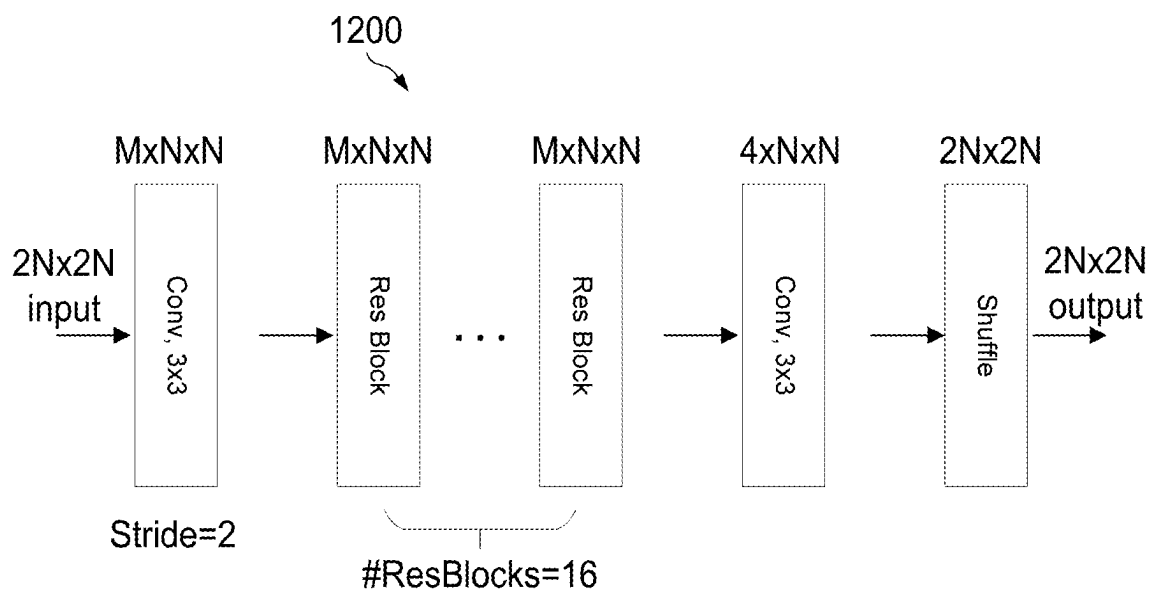 1200
MxNxN
MxNxN
MxNxN
4xNxN
2Nx2N
2Nx2N
input
Conv, 3x3
Res Block
...
Res Block
Conv, 3x3
Shuffle
2Nx2N
output
Stride=2
#ResBlocks=16